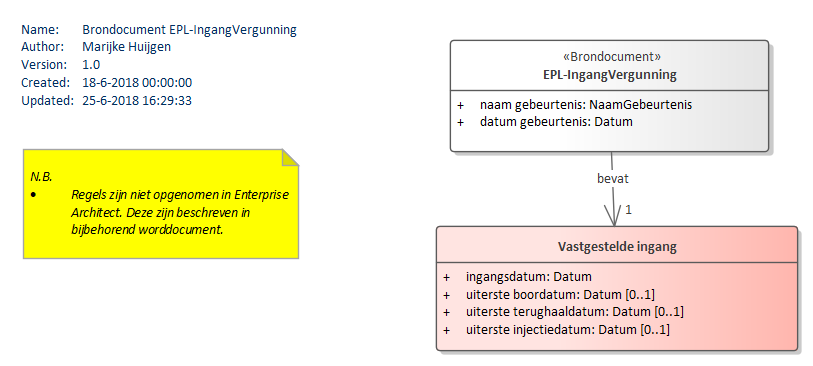 Name: Brondocument EPL-IngangVergunning
Author: Marijke Huijgen
Version: 1.0
Created: 18-6-2018 00:00:00
Updated: 25-6-2018 16:29:33
N.B.
• Regels zijn niet opgenomen in Enterprise
Architect. Deze zijn beschreven in
bijbehorend worddocument.
«Brondocument»
EPL-IngangVergunning
+ naam gebeurtenis: NaamGebeurtenis
+ datum gebeurtenis: Datum
bevat
1
Vastgestelde ingang
+ ingangsdatum: Datum
+ uiterste boordatum: Datum [0..1]
+ uiterste terughaaldatum: Datum [0..1]
+ uiterste injectiedatum: Datum [0..1]